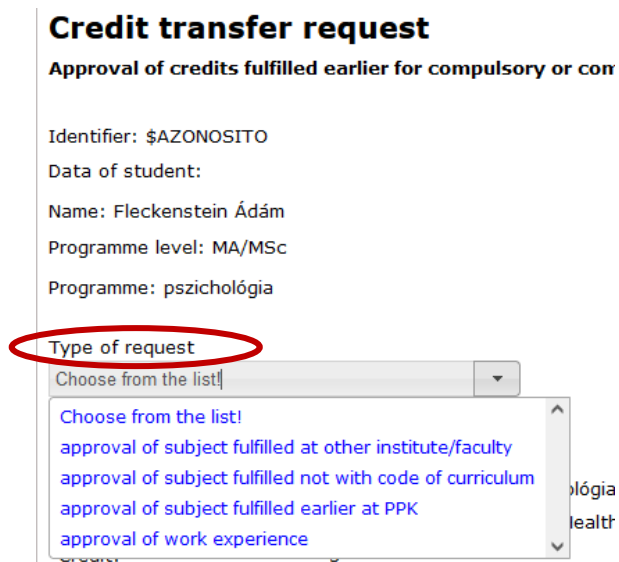 Credit transfer request
Approval of credits fulfilled earlier for compulsory or
Identifier: $AZONOSITO
Data of student:
Name: Fleckenstein Ádám
Programme level: MA/MSc
Programme: pszichológia
Type of request
Choose from the list!
Choose from the list!
approval of subject fulfilled at other institute/faculty
approval of subject fulfilled not with code of curriculum
approval of subject fulfilled earlier at PPK
approval of work experience